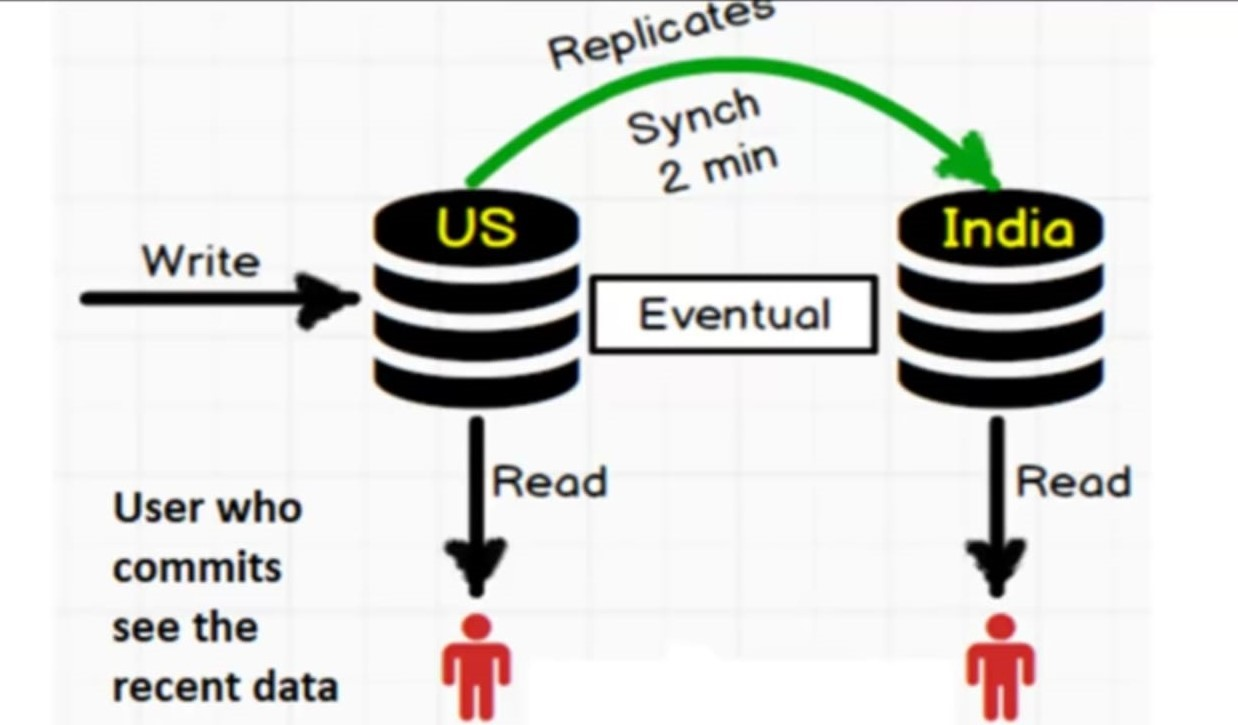 Replicates
Synch
2 min
US
India
Write
Eventual
Read
Read
User who
commits
see the
recent data